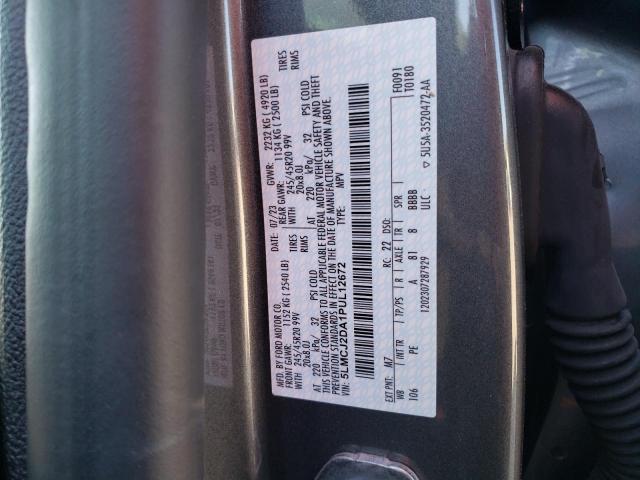 MFD. BY FORD MOTOR CO.
DATE: 07/23 GVWR: 2232 KG ( 4920 LB)
FRONT GAWR: 1152 KG ( 2540 LB) REAR GAWR: 1134 KG ( 2500 LB)
WITH 245/45R20 99V TIRES WITH 245/45R20 99V TIRES
20x8.0J RIMS 20x8.0J RIMS
AT 220 kPa/ 32 PSI COLD AT 220 kPa/ 32 PSI COLD
THIS VEHICLE CONFORMS TO ALL APPLICABLE FEDERAL MOTOR VEHICLE SAFETY AND THEFT
PREVENTION STANDARDS IN EFFECT ON THE DATE OF MANUFACTURE SHOWN ABOVE.
VIN: 5LMCJ2DA1PUL12672 TYPE: MPV
F0091
T0180
EXT PNT: M7 RC: 22 DSO:
WB INT TR TP/PS R AXLE TR SPR
106 PE A 81 8 BBBB
1202307287929 ULC 5U5A-3520472-AA